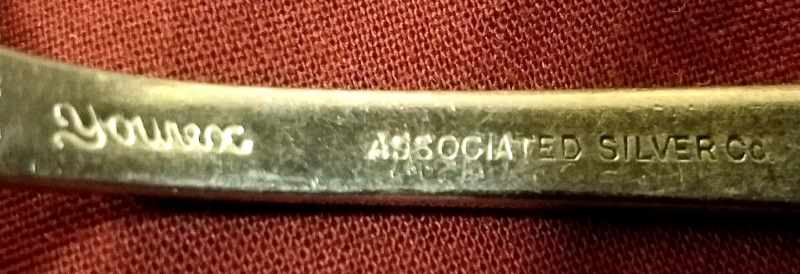 Yourex ASSOCIATED SILVER Co.